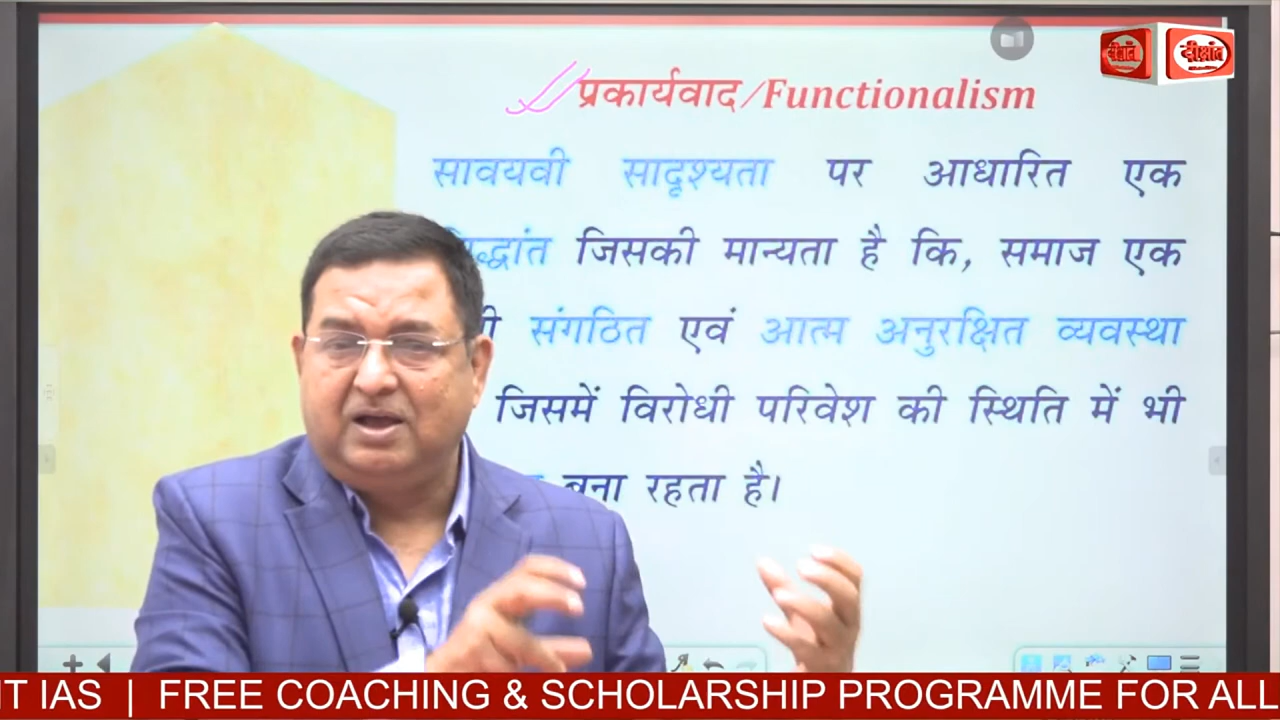 दीक्षांत
दीक्षांत
प्रकार्यवाद/Functionalism
सावयवी सादृश्यता पर आधारित एक
जिसकी मान्यता है कि, समाज एक
संगठित एवं आत्म अनुरक्षित व्यवस्था
जिसमें विरोधी परिवेश की स्थिति में भी
बना रहता है।
IAS | FREE COACHING & SCHOLARSHIP PROGRAMME FOR ALL